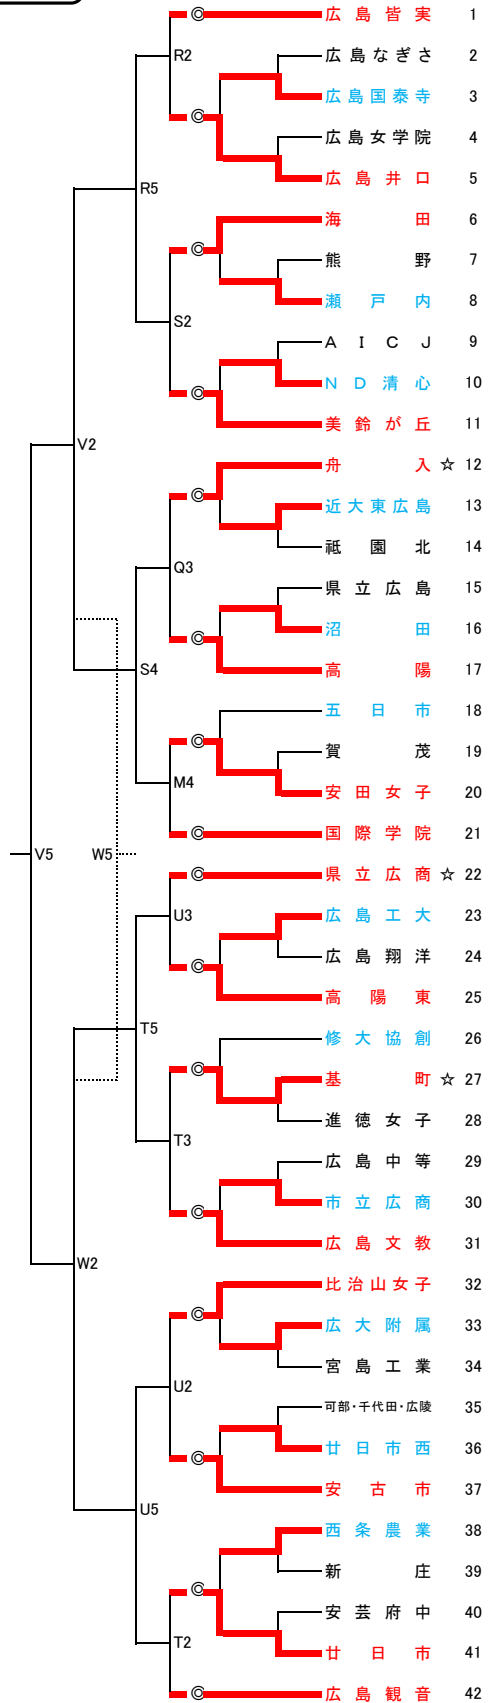 広島皆実 1
R2
広島なぎさ 2
広島国泰寺 3
広島女学院 4
広島井口 5
R5
海田 6
熊野 7
瀬戸内 8
S2
AICJ 9
ND清心 10
美鈴が丘 11
V2
舟入 ☆ 12
近大東広島 13
祗園北 14
Q3
県立広島 15
沼田 16
高陽 17
S4
五日市 18
賀茂 19
M4
安田女子 20
国際学院 21
V5 W5
県立広商 ☆ 22
U3
広島工大 23
広島翔洋 24
高陽東 25
T5
修大協創 26
基町 ☆ 27
進徳女子 28
T3
広島中等 29
市立広商 30
広島文教 31
W2
比治山女子 32
広大附属 33
宮島工業 34
U2
可部・千代田・広陵 35
廿日市西 36
安古市 37
U5
西条農業 38
新庄 39
安芸府中 40
T2
廿日市 41
広島観音 42